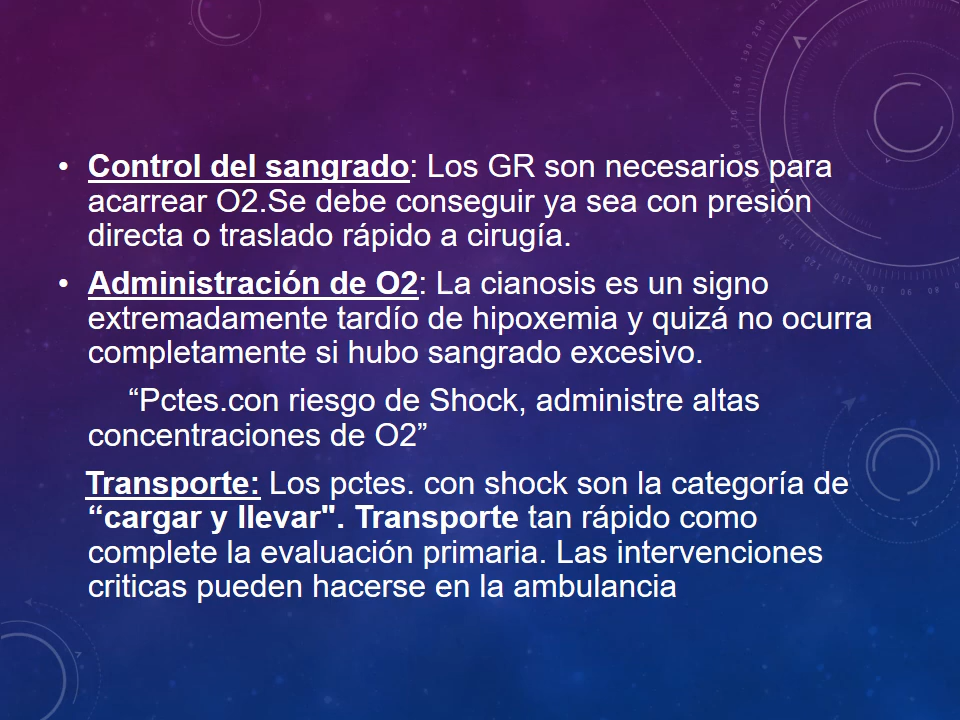 • Control del sangrado: Los GR son necesarios para
acarrear O2.Se debe conseguir ya sea con presión
directa o traslado rápido a cirugía.
• Administración de O2: La cianosis es un signo
extremadamente tardío de hipoxemia y quizá no ocurra
completamente si hubo sangrado excesivo.
“Pctes.con riesgo de Shock, administre altas
concentraciones de O2”
Transporte: Los pctes. con shock son la categoría de
“cargar y llevar". Transporte tan rápido como
complete la evaluación primaria. Las intervenciones
criticas pueden hacerse en la ambulancia